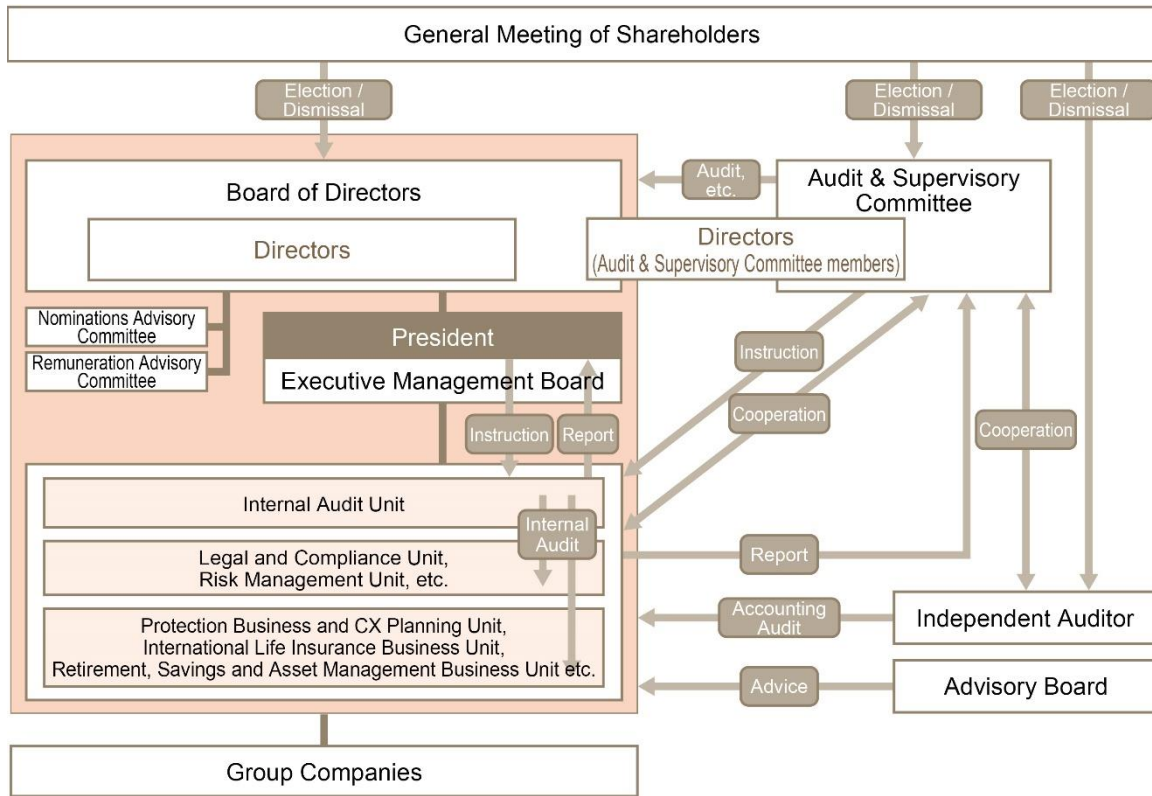 General Meeting of Shareholders
Election /
Dismissal
Election /
Dismissal
Election /
Dismissal
Board of Directors
Directors
Audit,
etc.
Audit & Supervisory
Committee
Directors
(Audit & Supervisory Committee members)
Nominations Advisory
Committee
Remuneration Advisory
Committee
President
Executive Management Board
Instruction
Report
Instruction
Cooperation
Cooperation
Internal Audit Unit
Internal
Audit
Legal and Compliance Unit,
Risk Management Unit, etc.
Report
Protection Business and CX Planning Unit,
International Life Insurance Business Unit,
Retirement, Savings and Asset Management Business Unit etc.
Accounting
Audit
Independent Auditor
Advice
Advisory Board
Group Companies